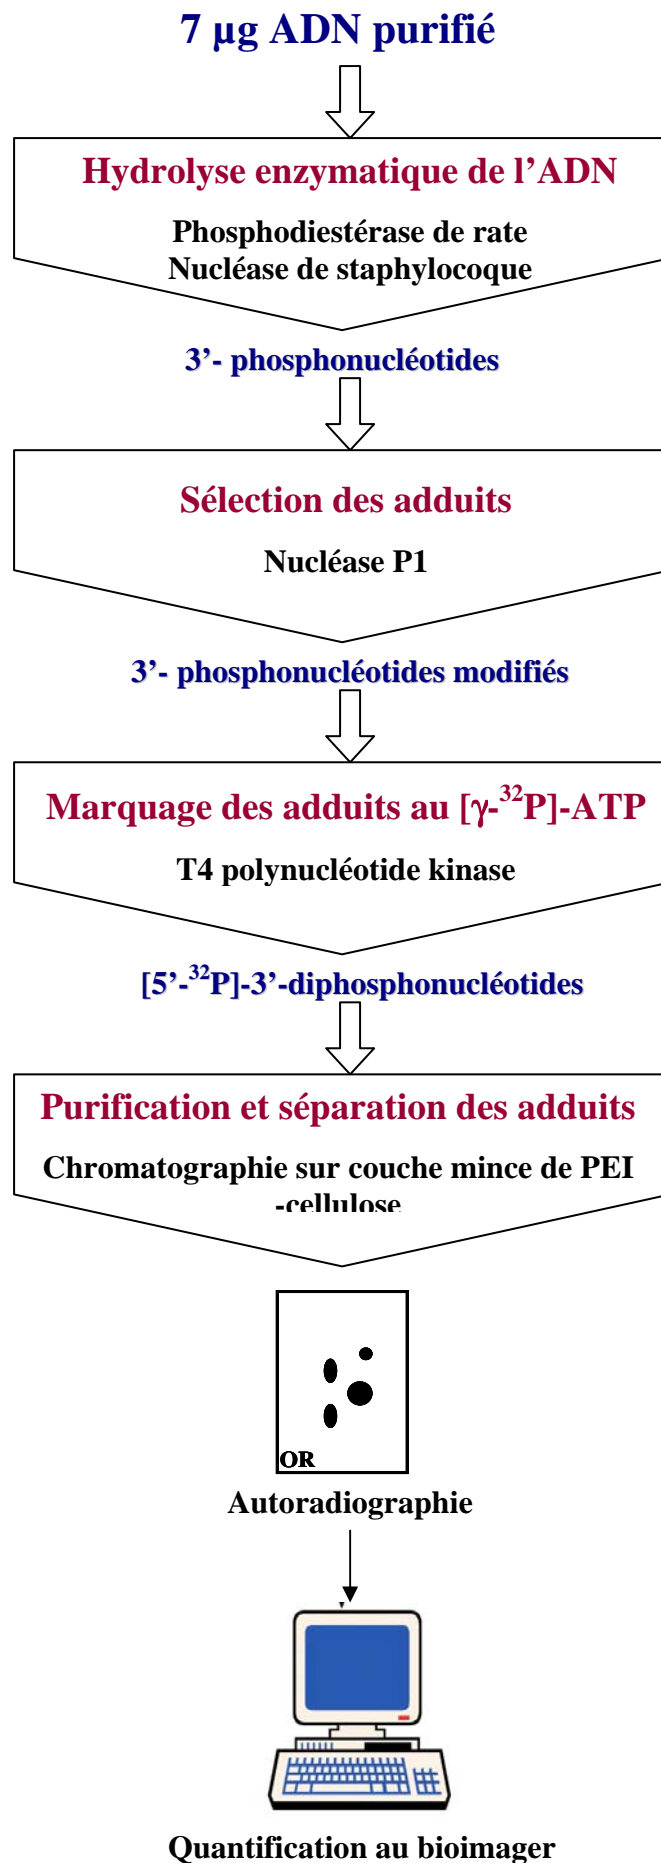 7 µg ADN purifié
Hydrolyse enzymatique de l’ADN
Phosphodiestérase de rate
Nucléase de staphylocoque
3’- phosphonucléotides
Sélection des adduits
Nucléase P1
3’- phosphonucléotides modifiés
Marquage des adduits au [γ-³²P]-ATP
T4 polynucléotide kinase
[5’-³²P]-3’-diphosphonucléotides
Purification et séparation des adduits
Chromatographie sur couche mince de PEI
-cellulose
OR
Autoradiographie
Quantification au bioimager